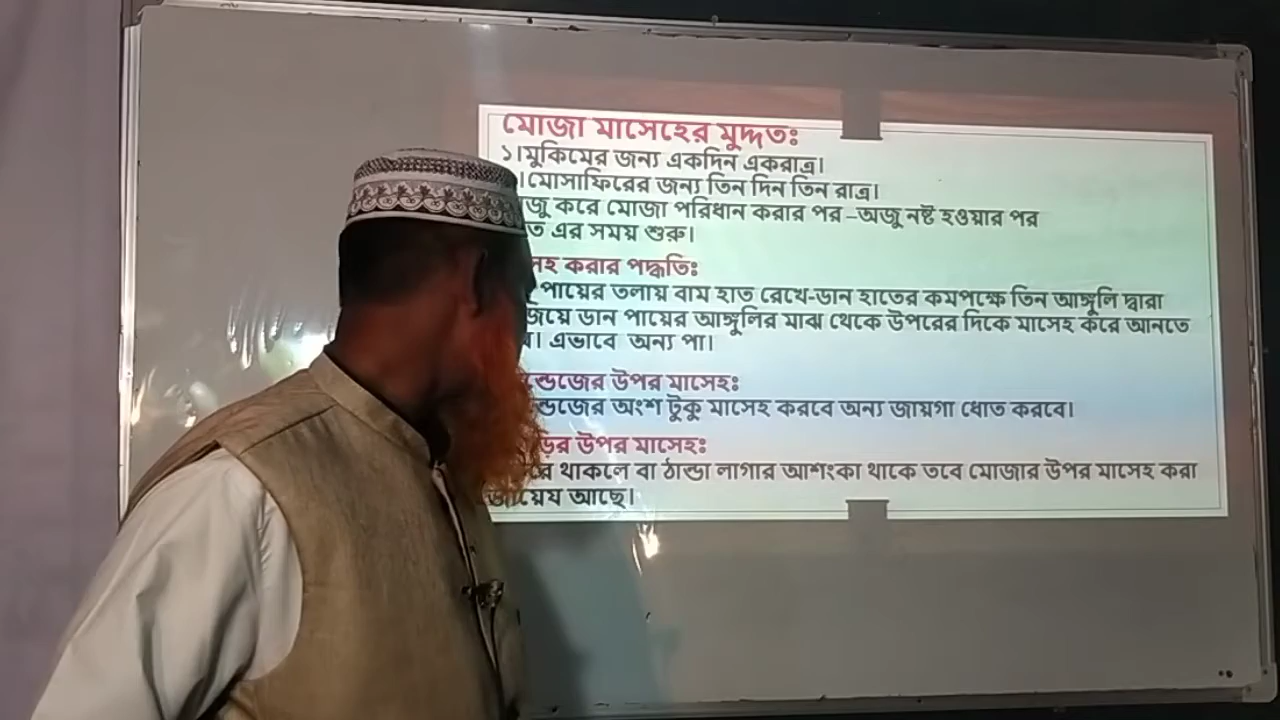 মোজা মাসেহের মুদ্দতঃ
১।মুকিমের জন্য একদিন একরাত্র।
।মোসাফিরের জন্য তিন দিন তিন রাত্র।
করে মোজা পরিধান করার পর –অজু নষ্ট হওয়ার পর
এর সময় শুরু।
করার পদ্ধতিঃ
পায়ের তলায় বাম হাত রেখে-ডান হাতের কমপক্ষে তিন আঙ্গুলি দ্বারা
ডান পায়ের আঙ্গুলির মাঝ থেকে উপরের দিকে মাসেহ করে আনতে
। এভাবে অন্য পা।
উপর মাসেহঃ
অংশ টুকু মাসেহ করবে অন্য জায়গা ধোত করবে।
উপর মাসেহঃ
থাকলে বা ঠান্ডা লাগার আশংকা থাকে তবে মোজার উপর মাসেহ করা
জায়েয আছে।